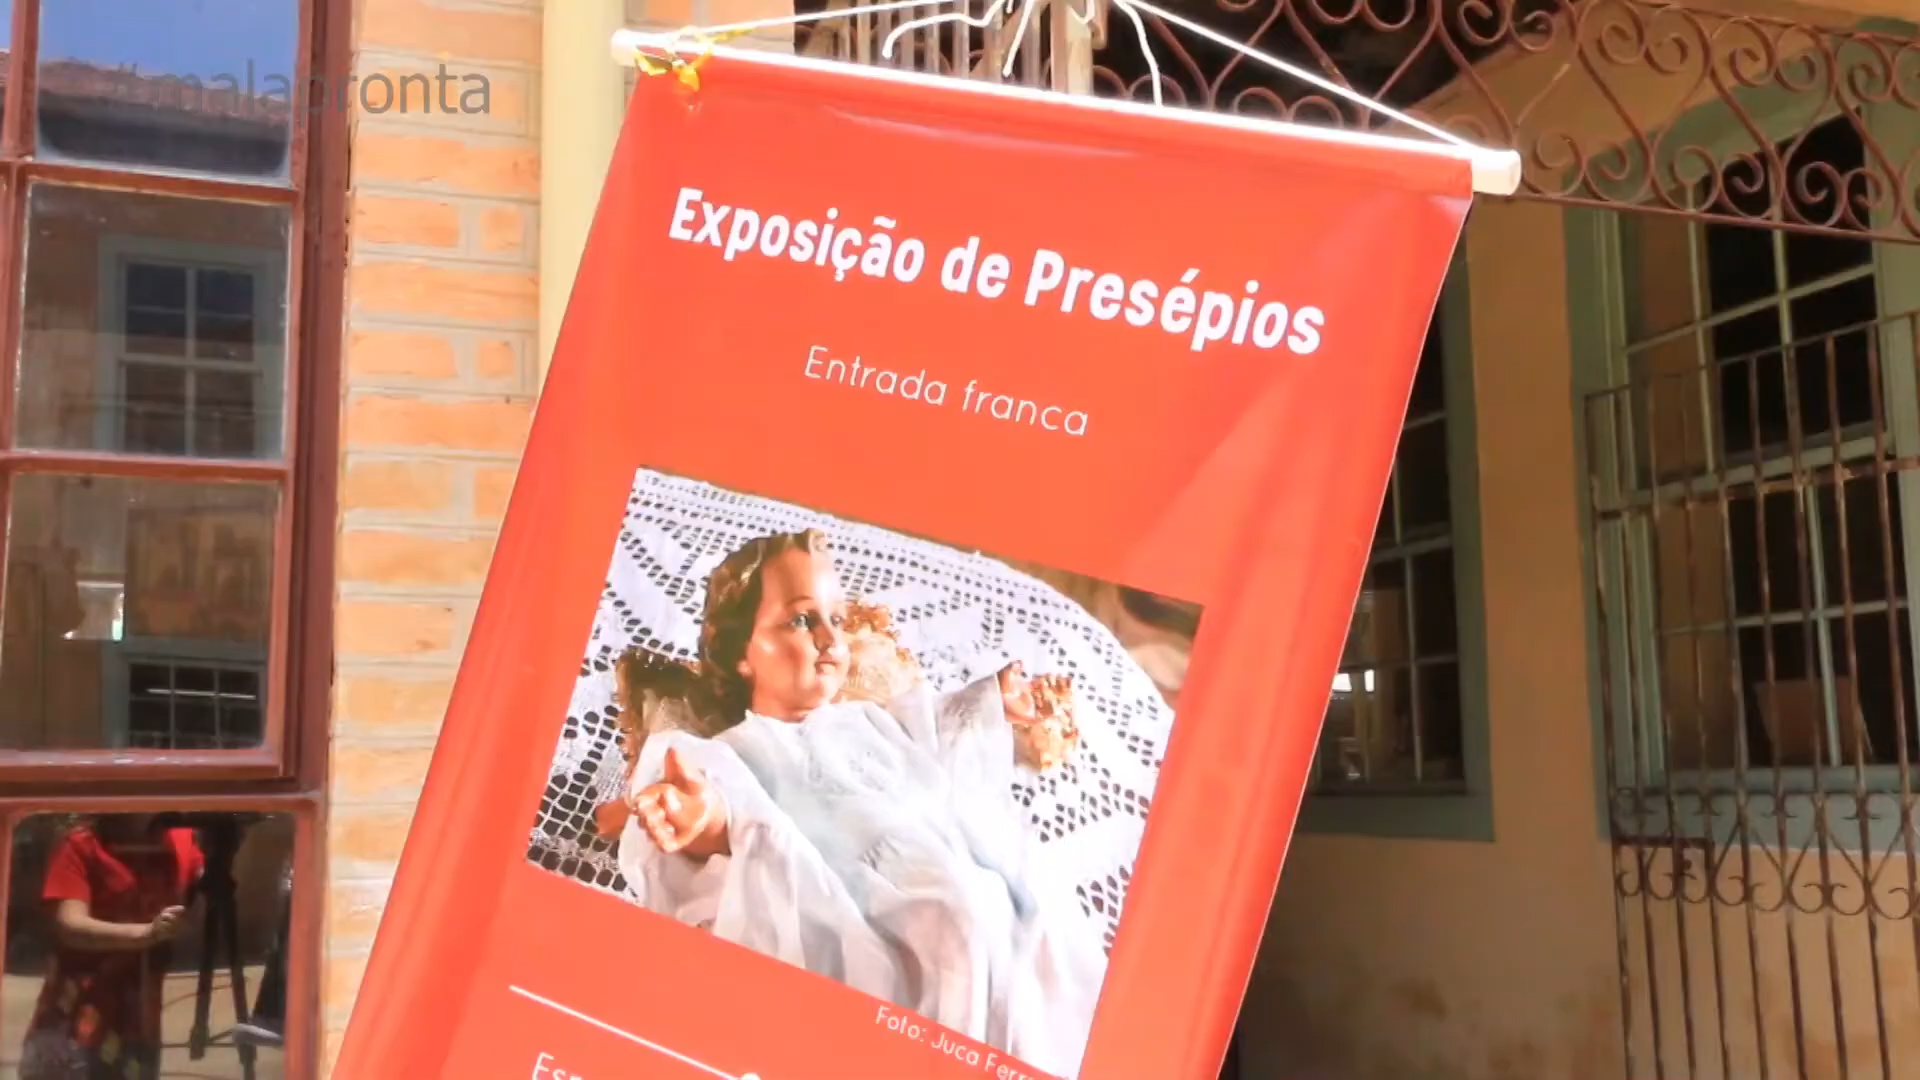 #malapronta
Exposição de Presépios
Entrada franca
Foto: Juca